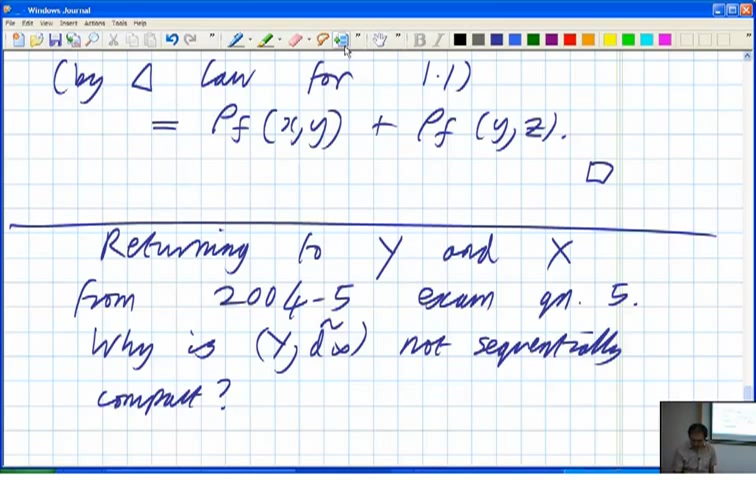 Windows Journal
File Edit View Insert Actions Tools Help
B I
(by △ law for |·|)
= ρf (x,y) + ρf (y,z). □
Returning to Y and X
from 2004-5 exam qn. 5.
Why is (Y, d̃∞) not sequentially
compact?